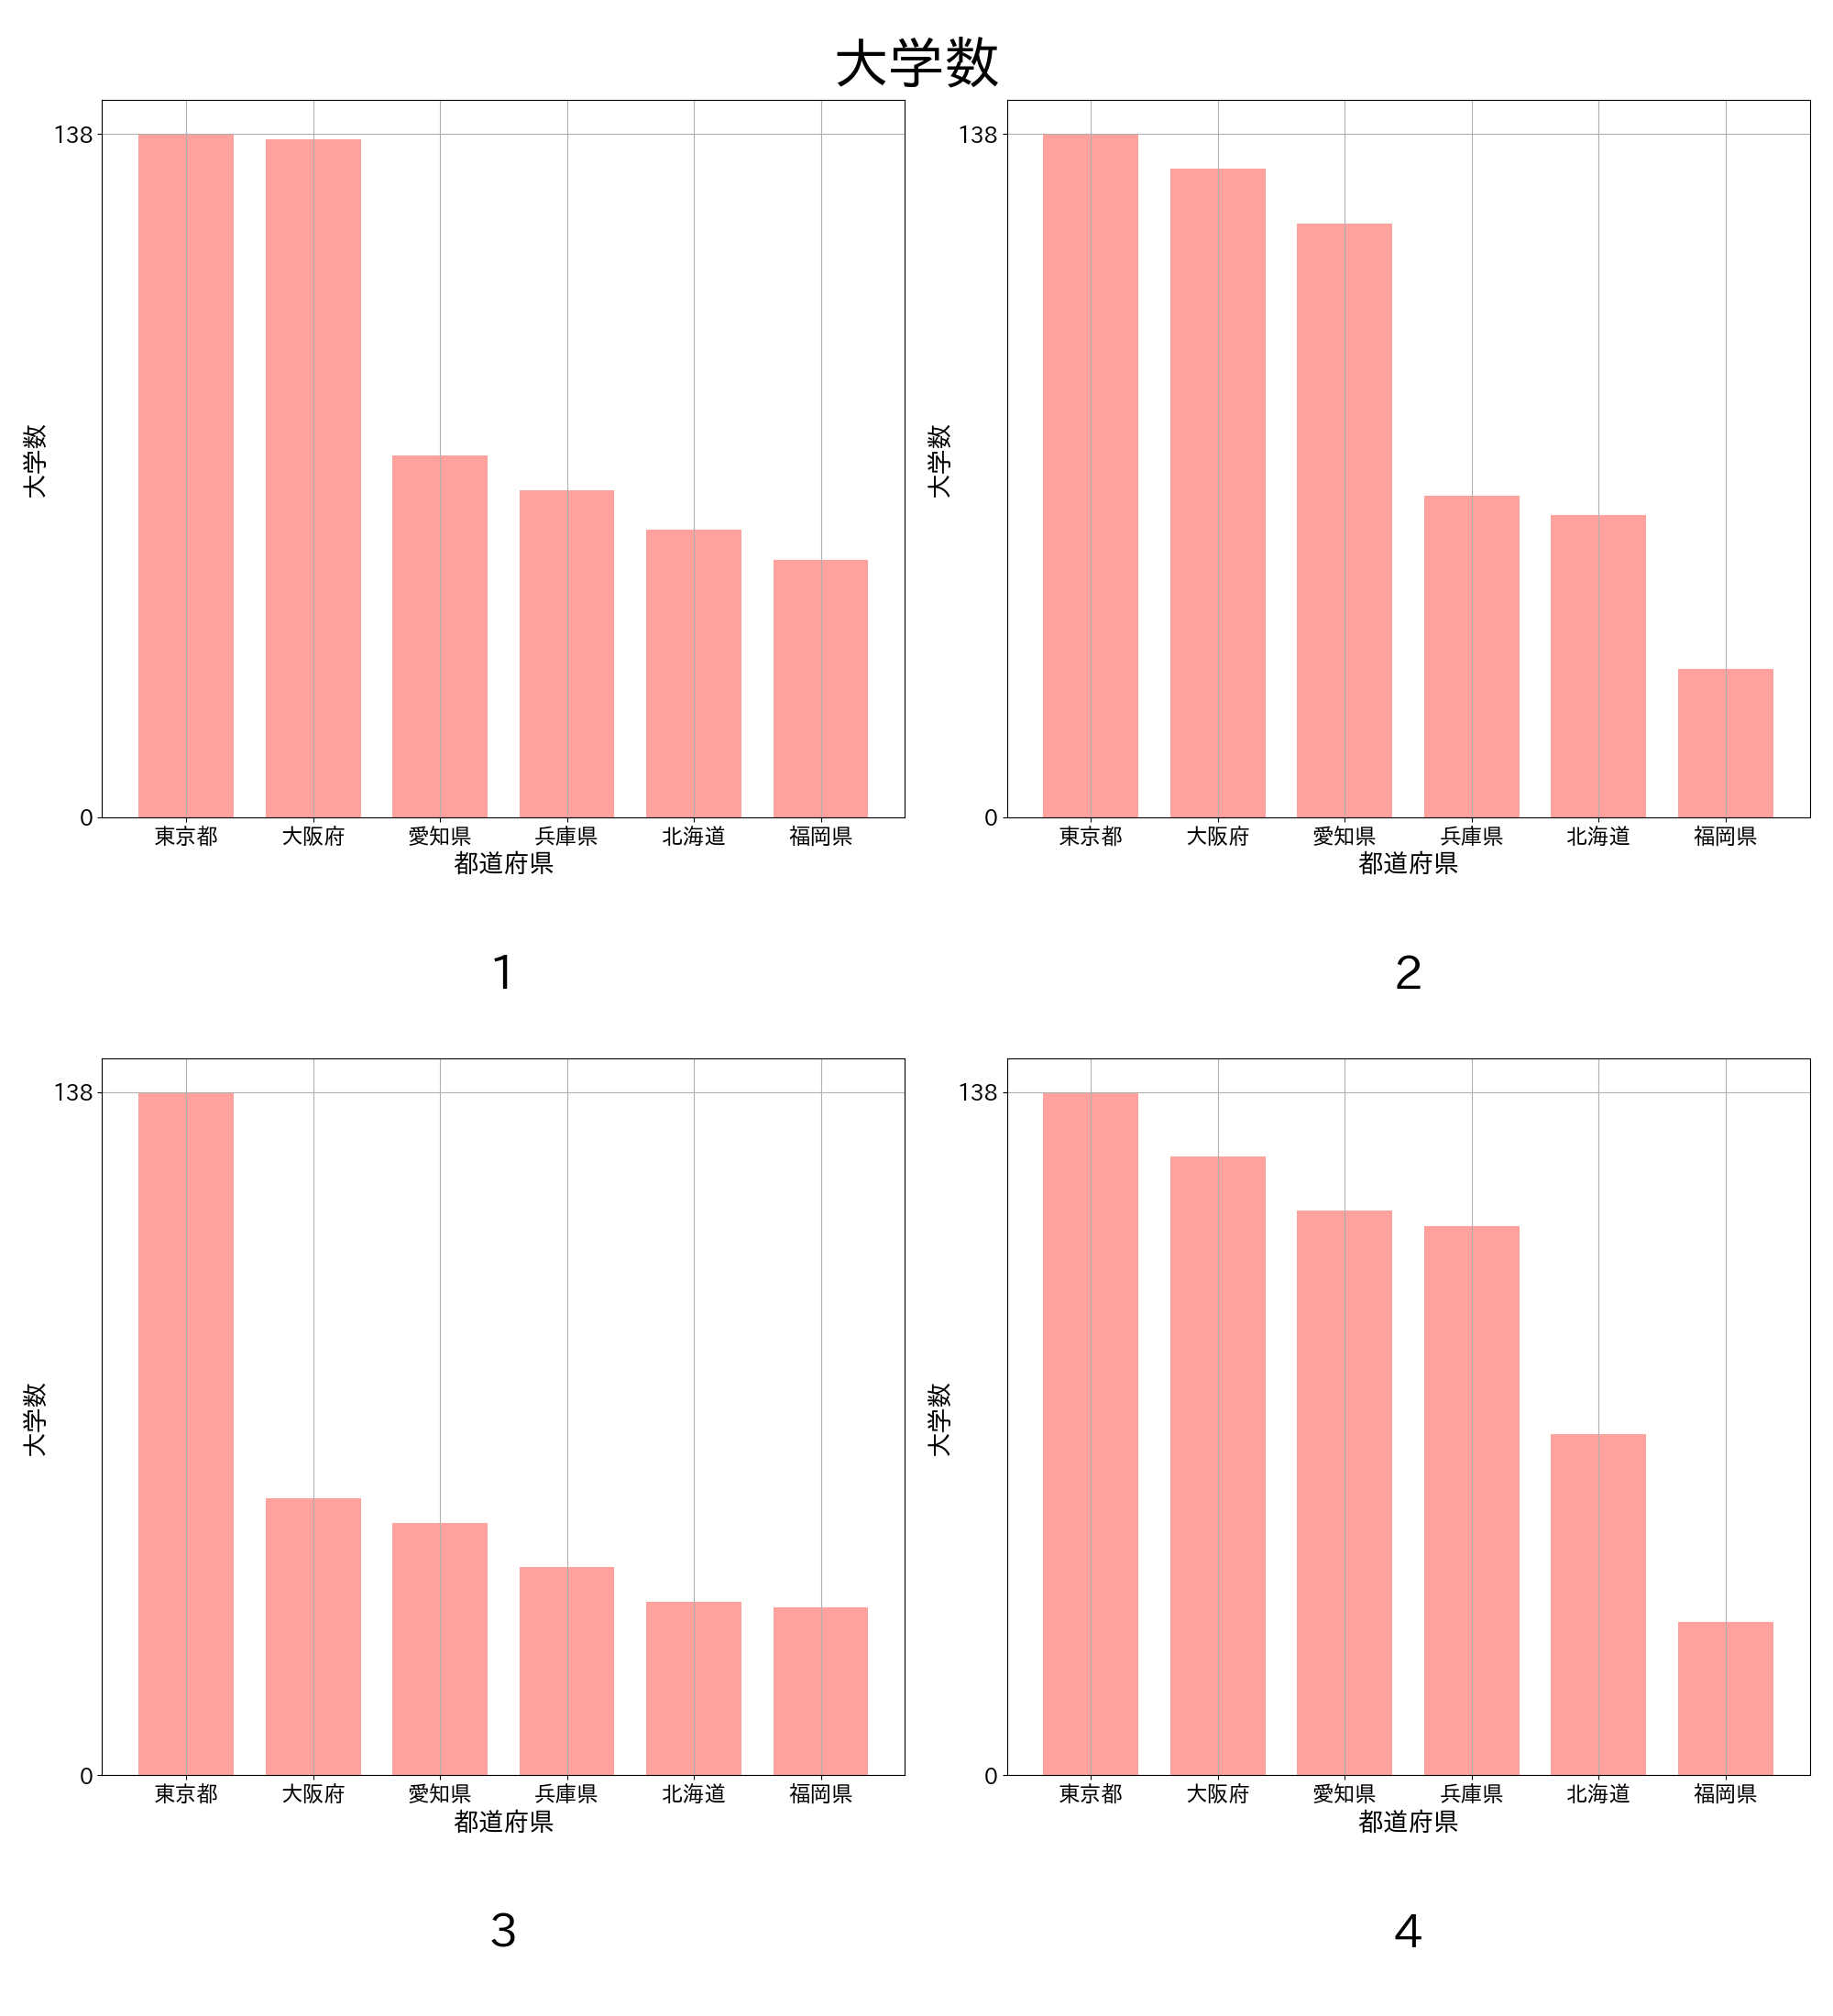 大学数
138
0
大学数
東京都 大阪府 愛知県 兵庫県 北海道 福岡県
都道府県
1
138
0
大学数
東京都 大阪府 愛知県 兵庫県 北海道 福岡県
都道府県
2
138
0
大学数
東京都 大阪府 愛知県 兵庫県 北海道 福岡県
都道府県
3
138
0
大学数
東京都 大阪府 愛知県 兵庫県 北海道 福岡県
都道府県
4